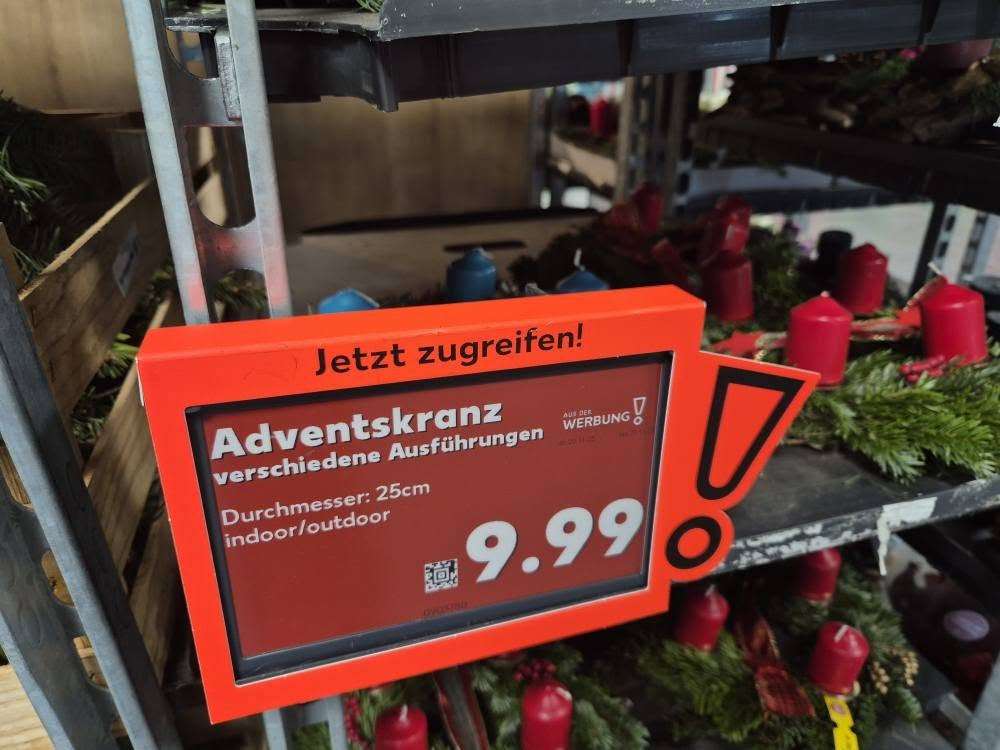 Jetzt zugreifen!
Adventskranz
verschiedene Ausführungen
AUS DER
WERBUNG!
Durchmesser: 25cm
indoor/outdoor
9.99